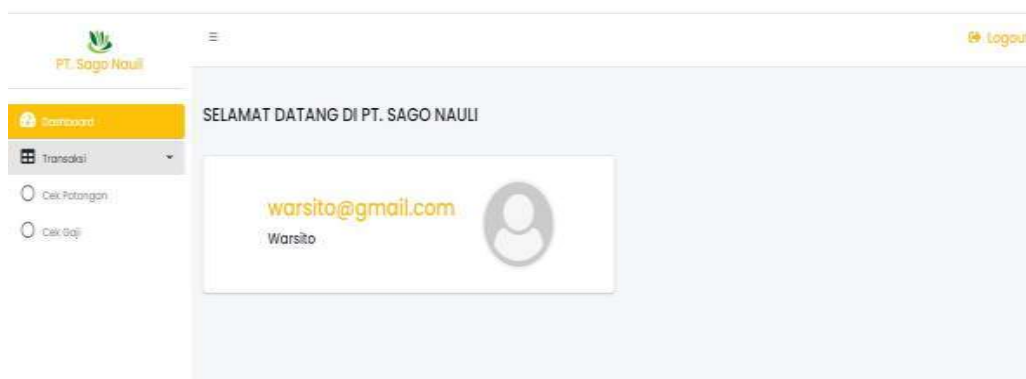 PT. Sago Nauli
Logout
Dashboard
Transaksi
Cek Potongan
Cek Gaji
SELAMAT DATANG DI PT. SAGO NAULI
warsito@gmail.com
Warsito